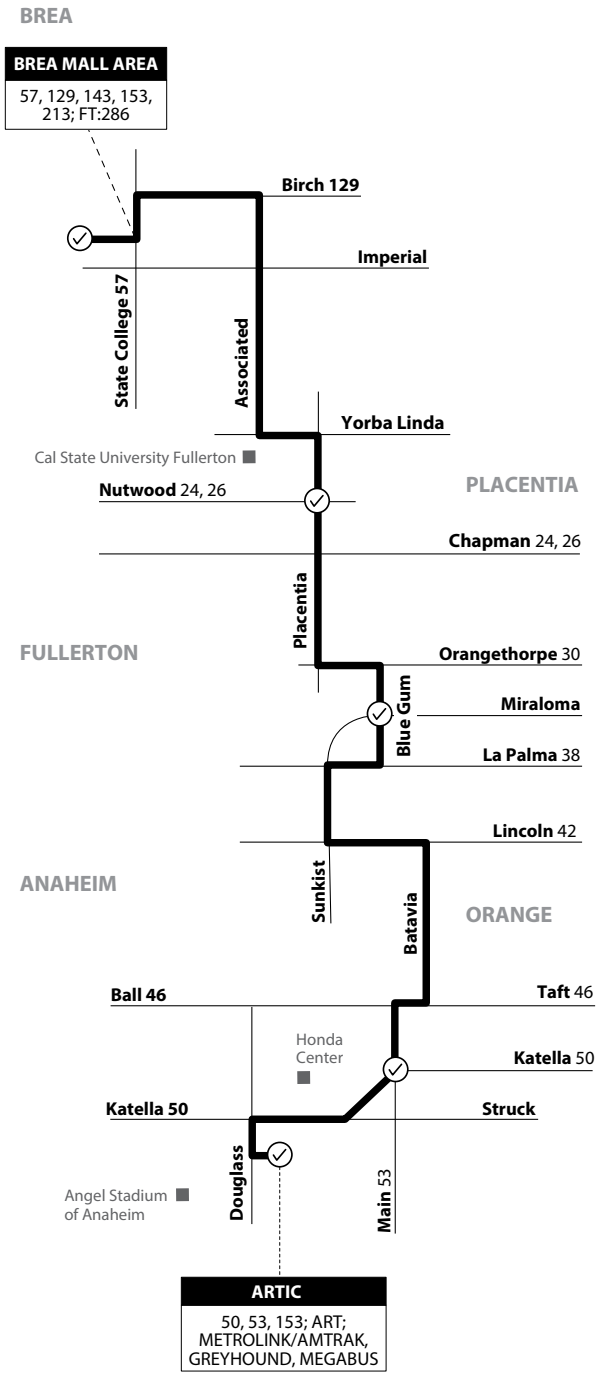 BREA
BREA MALL AREA
57, 129, 143, 153,
213; FT:286
Birch 129
Imperial
State College 57
Associated
Yorba Linda
Cal State University Fullerton
PLACENTIA
Nutwood 24, 26
Chapman 24, 26
Placentia
FULLERTON
Orangethorpe 30
Blue Gum
Miraloma
La Palma 38
Lincoln 42
Sunkist
ANAHEIM
Batavia
ORANGE
Ball 46
Taft 46
Honda
Center
Katella 50
Katella 50
Struck
Douglass
Main 53
Angel Stadium
of Anaheim
ARTIC
50, 53, 153; ART;
METROLINK/AMTRAK,
GREYHOUND, MEGABUS